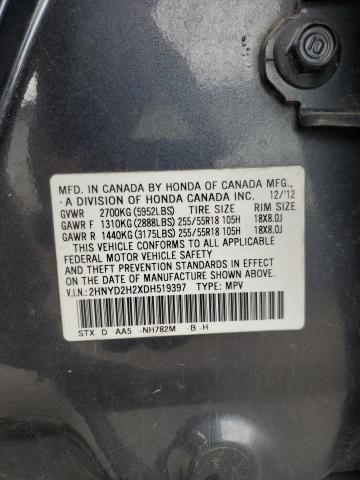 MFD. IN CANADA BY HONDA OF CANADA MFG.,
A DIVISION OF HONDA CANADA INC. 12/12
GVWR 2700KG(5952LBS) TIRE SIZE RIM SIZE
GAWR F 1310KG(2888LBS) 255/55R18 105H 18X8.0J
GAWR R 1440KG(3175LBS) 255/55R18 105H 18X8.0J
THIS VEHICLE CONFORMS TO ALL APPLICABLE
FEDERAL MOTOR VEHICLE SAFETY AND
THEFT PREVENTION STANDARDS IN EFFECT
ON THE DATE OF MANUFACTURE SHOWN ABOVE.
V.I.N.: 2HNYD2H2XDH519397 TYPE: MPV
STX D AA5 -NH782M -B -H